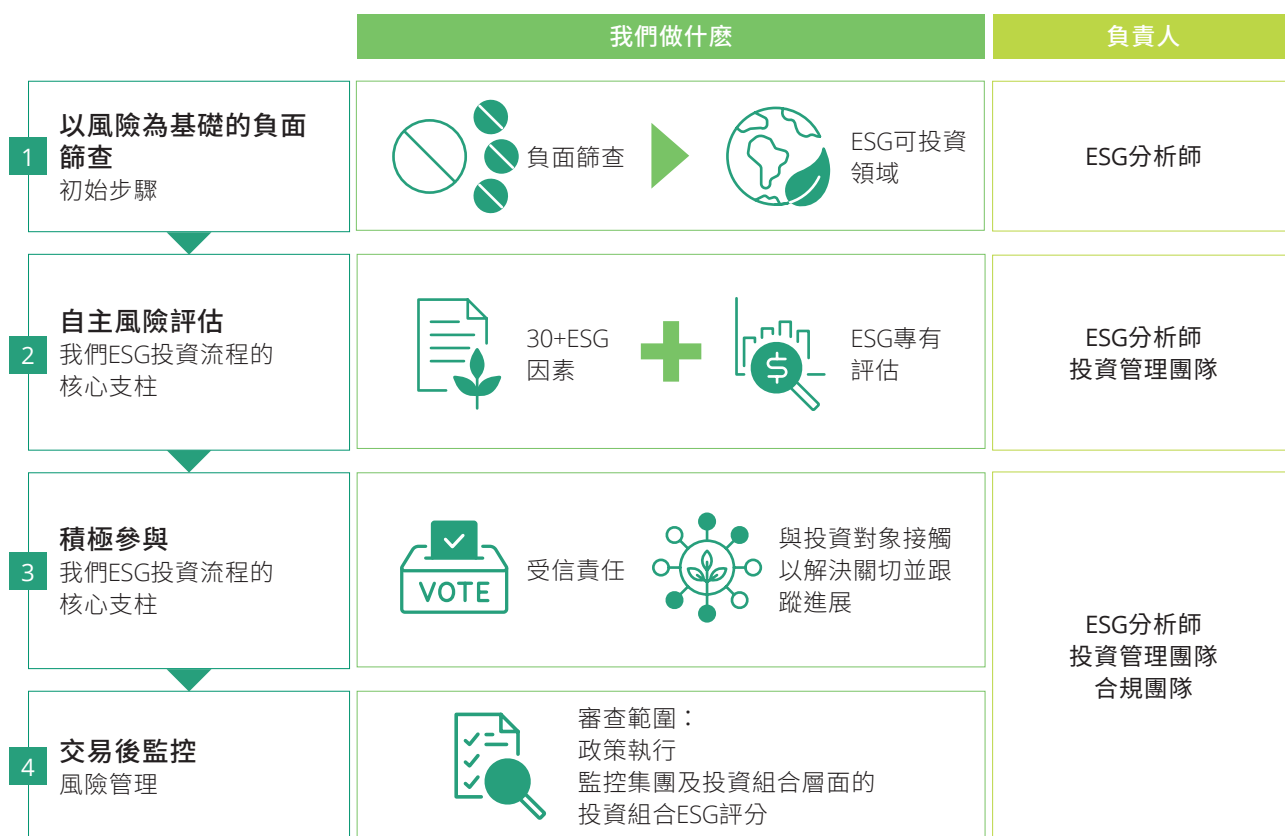 我們做什麽
負責人
1
以風險為基礎的負面
篩查
初始步驟
負面篩查
ESG可投資
領域
ESG分析師
2
自主風險評估
我們ESG投資流程的
核心支柱
30+ESG
因素
$
ESG專有
評估
ESG分析師
投資管理團隊
3
積極參與
我們ESG投資流程的
核心支柱
VOTE
受信責任
與投資對象接觸
以解決關切並跟
蹤進展
ESG分析師
投資管理團隊
合規團隊
4
交易後監控
風險管理
審查範圍：
政策執行
監控集團及投資組合層面的
投資組合ESG評分